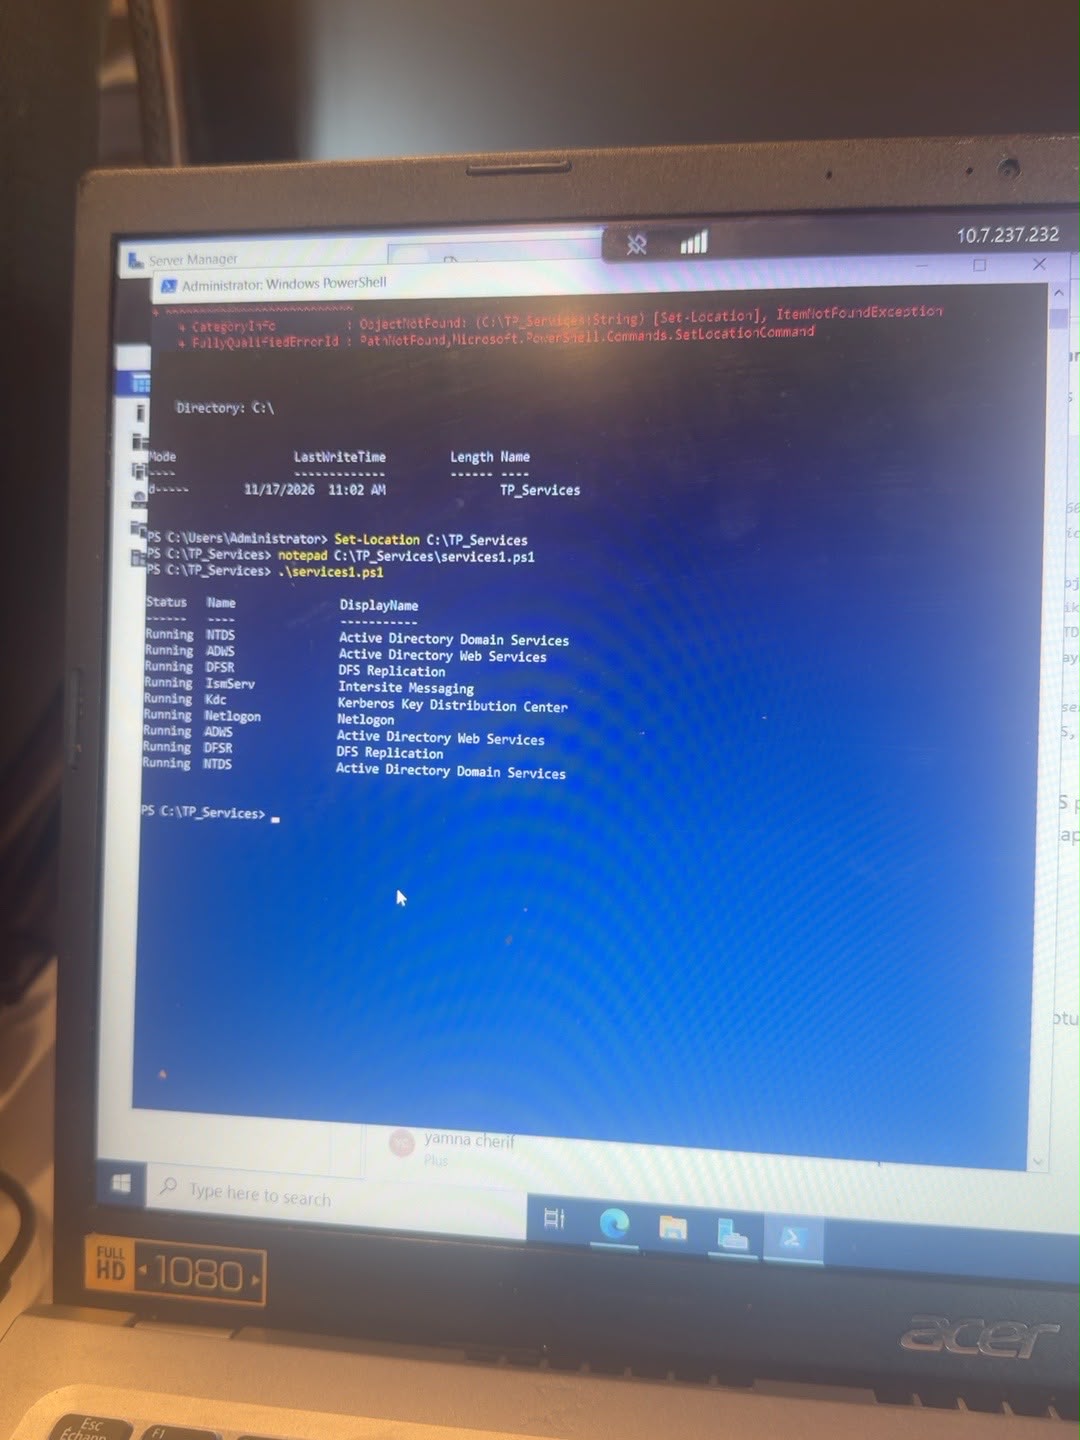 10.7.237.232
Server Manager
Administrator: Windows PowerShell
+ ~~~~~~~~~~~~~~~~~~~~~~~~~~~
+ CategoryInfo : ObjectNotFound: (C:\TP_Services:String) [Set-Location], ItemNotFoundException
+ FullyQualifiedErrorId : PathNotFound,Microsoft.PowerShell.Commands.SetLocationCommand
Directory: C:\
Mode LastWriteTime Length Name
---- ------------- ------ ----
d----- 11/17/2026 11:02 AM TP_Services
PS C:\Users\Administrator> Set-Location C:\TP_Services
PS C:\TP_Services> notepad C:\TP_Services\services1.ps1
PS C:\TP_Services> .\services1.ps1
Status Name DisplayName
------ ---- -----------
Running NTDS Active Directory Domain Services
Running ADWS Active Directory Web Services
Running DFSR DFS Replication
Running IsmServ Intersite Messaging
Running Kdc Kerberos Key Distribution Center
Running Netlogon Netlogon
Running ADWS Active Directory Web Services
Running DFSR DFS Replication
Running NTDS Active Directory Domain Services
PS C:\TP_Services>
YC yamna cherif
Plus
Type here to search
FULL HD 1080
acer
Esc
Échapp
F1